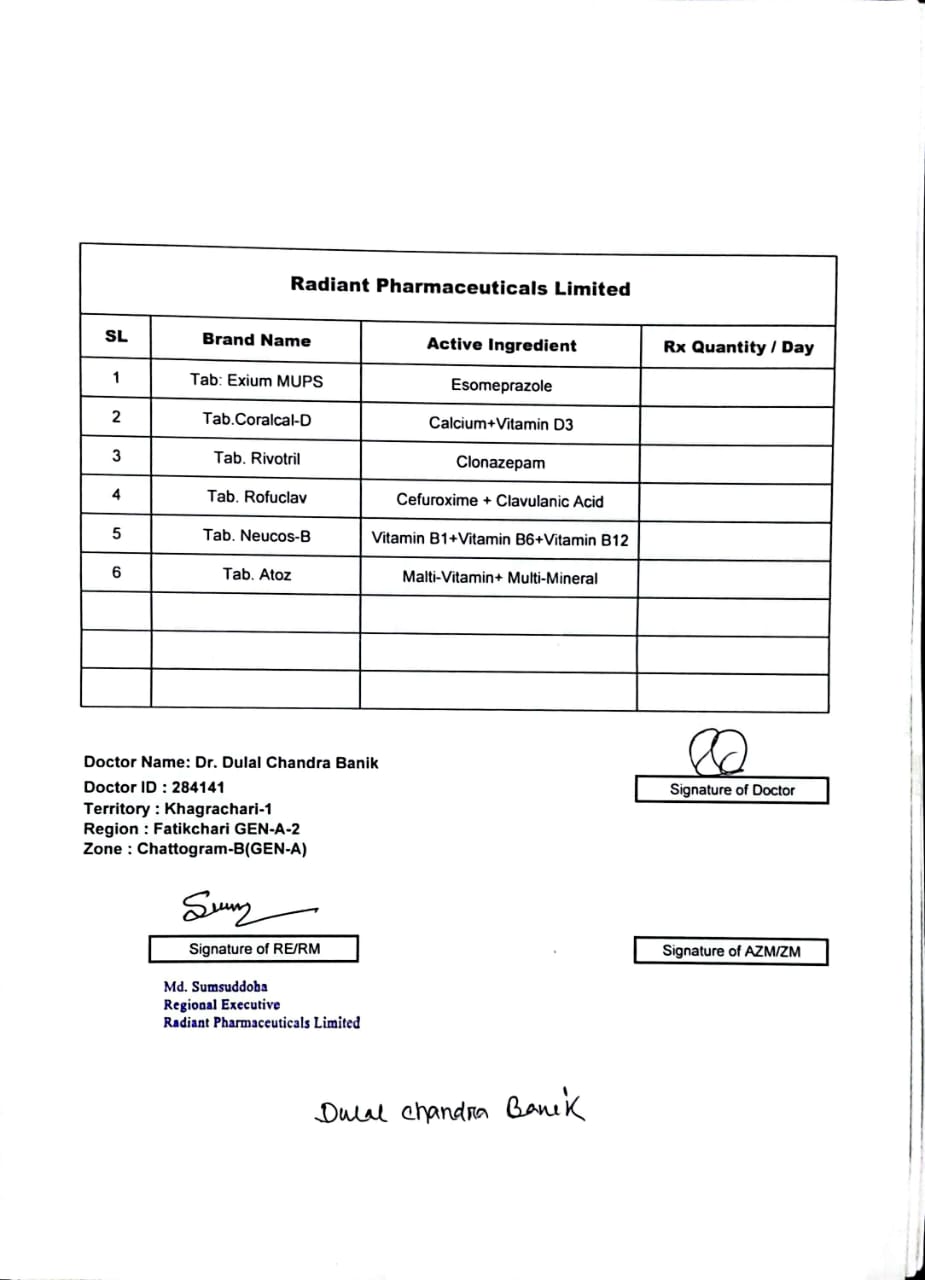 Radiant Pharmaceuticals Limited
SL Brand Name Active Ingredient Rx Quantity / Day
1 Tab: Exium MUPS Esomeprazole
2 Tab.Coralcal-D Calcium+Vitamin D3
3 Tab. Rivotril Clonazepam
4 Tab. Rofuclav Cefuroxime + Clavulanic Acid
5 Tab. Neucos-B Vitamin B1+Vitamin B6+Vitamin B12
6 Tab. Atoz Malti-Vitamin+ Multi-Mineral
Doctor Name: Dr. Dulal Chandra Banik
Doctor ID : 284141
Territory : Khagrachari-1
Region : Fatikchari GEN-A-2
Zone : Chattogram-B(GEN-A)
Signature of Doctor
Signature of RE/RM
Signature of AZM/ZM
Md. Sumsuddoha
Regional Executive
Radiant Pharmaceuticals Limited
Dulal Chandra Banik